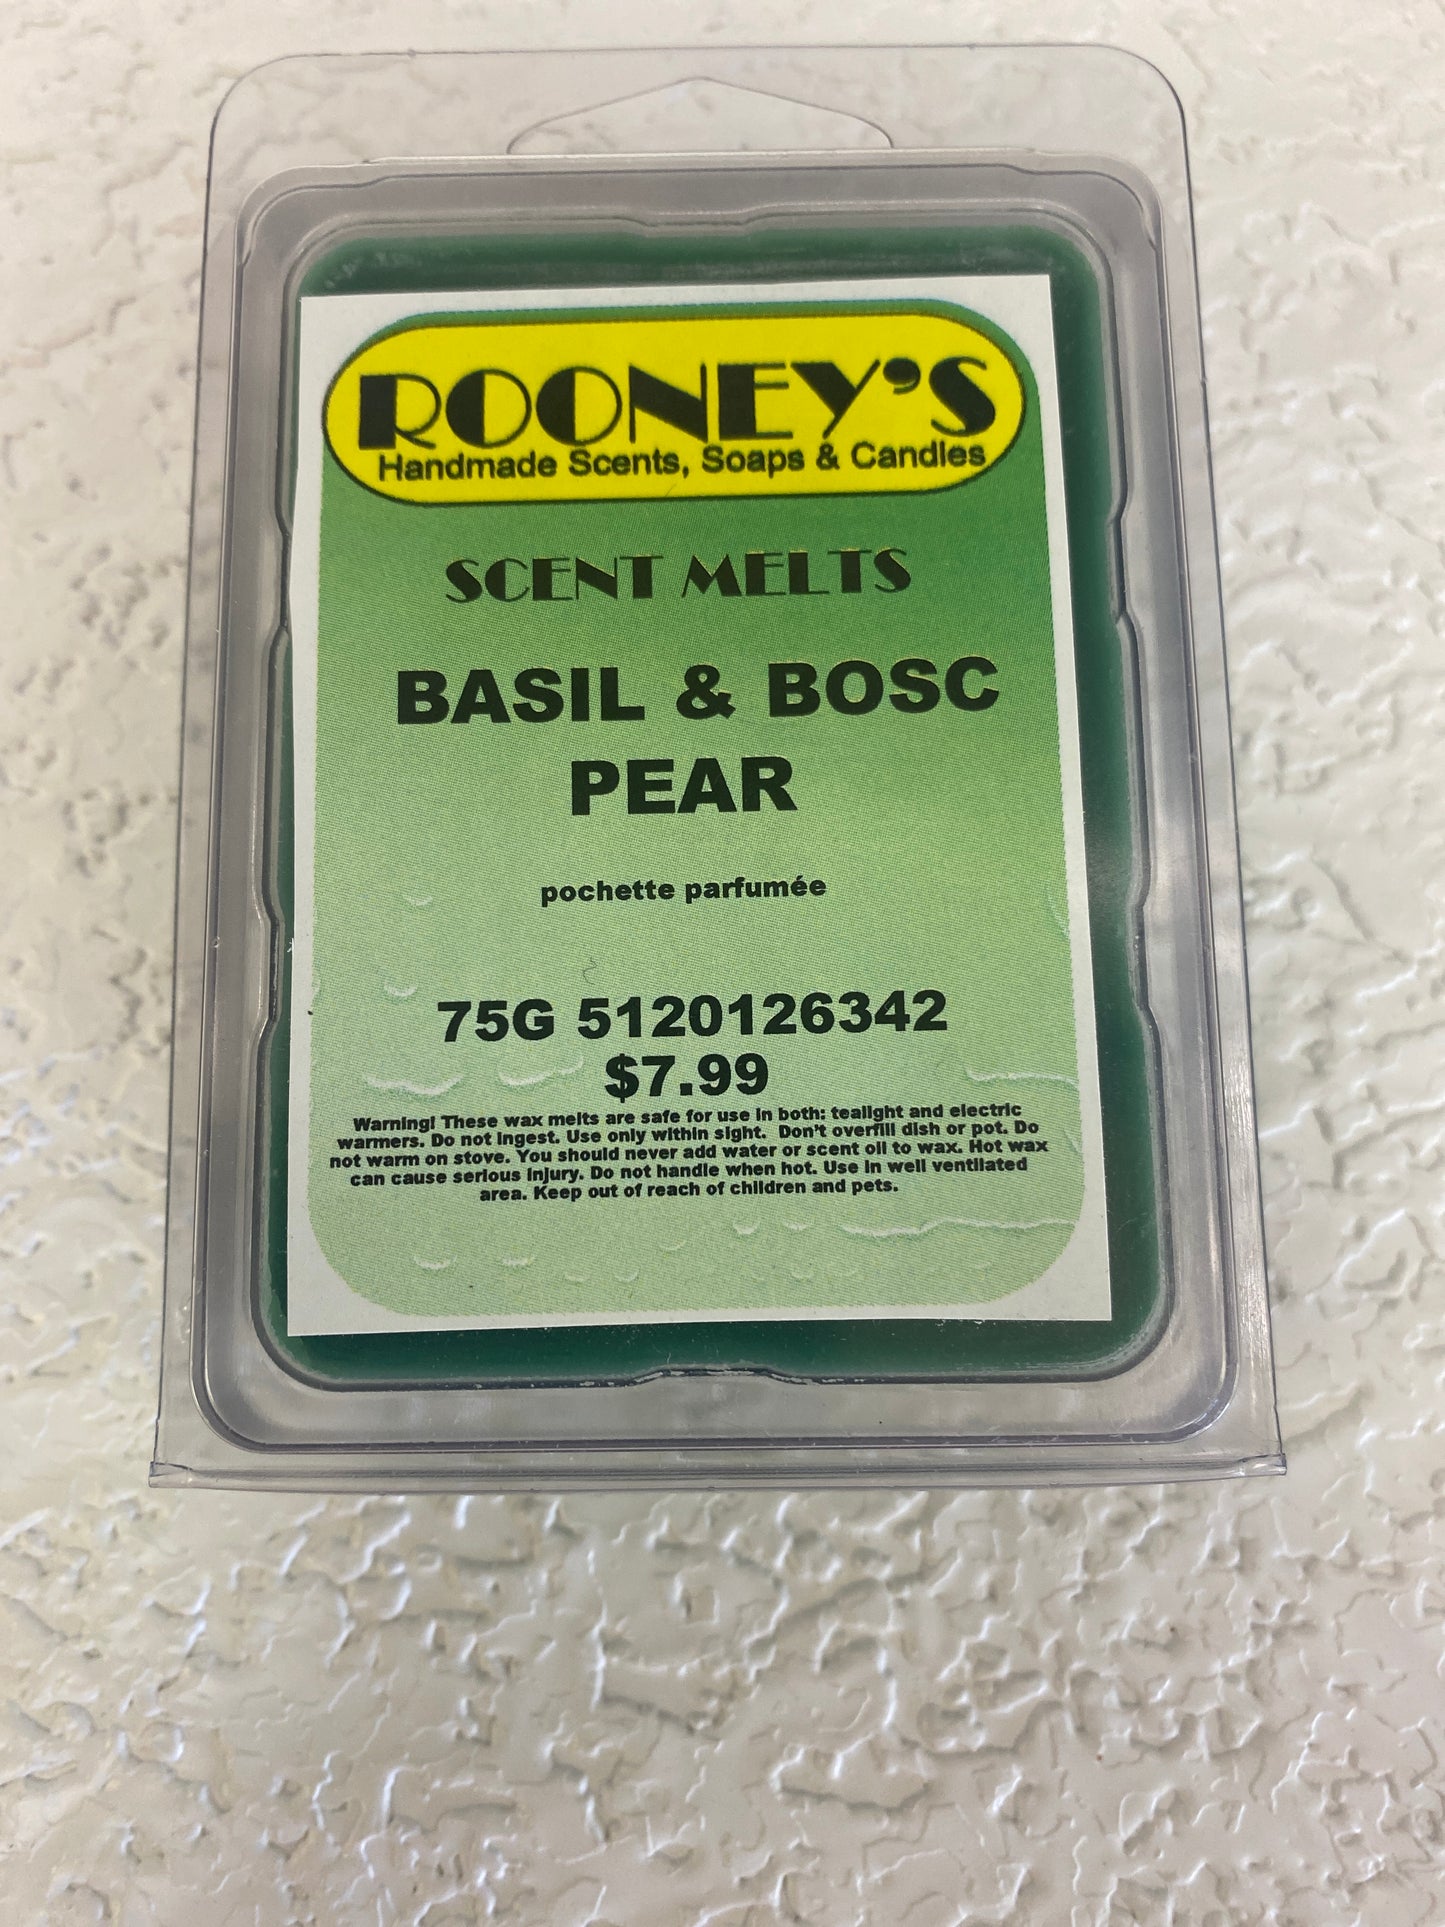 ROONEY'S
Handmade Scents, Soaps & Candles
SCENT MELTS
BASIL & BOSC
PEAR
pochette parfumée
75G 5120126342
$7.99
Warning! These wax melts are safe for use in both: tealight and electric
warmers. Do not ingest. Use only within sight. Don't overfill dish or pot. Do
not warm on stove. You should never add water or scent oil to wax. Hot wax
can cause serious injury. Do not handle when hot. Use in well ventilated
area. Keep out of reach of children and pets.